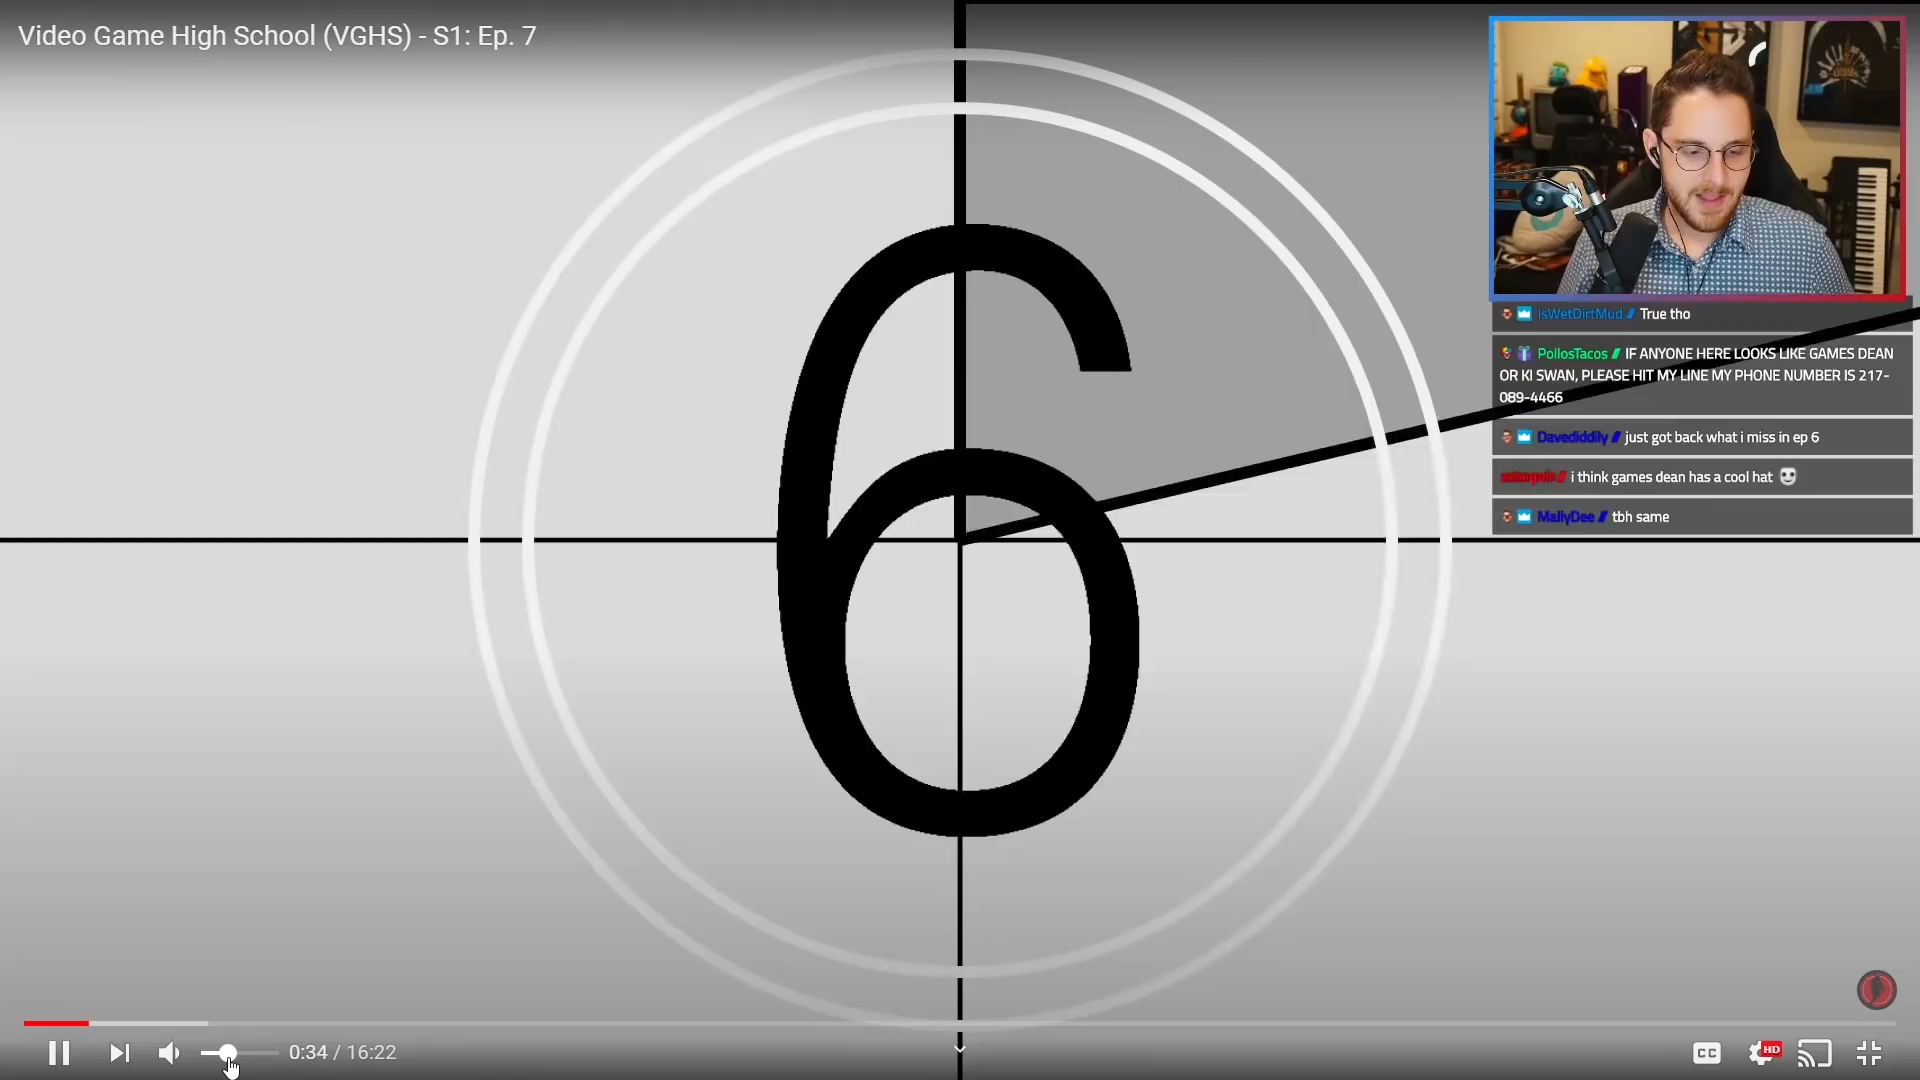 Video Game High School (VGHS) - S1: Ep. 7
6
IsWetDirtMud // True tho
PollosTacos // IF ANYONE HERE LOOKS LIKE GAMES DEAN
OR KI SWAN, PLEASE HIT MY LINE MY PHONE NUMBER IS 217-
089-4466
Davediddily // just got back what i miss in ep 6
// i think games dean has a cool hat
MallyDee // tbh same
0:34 / 16:22
CC
HD